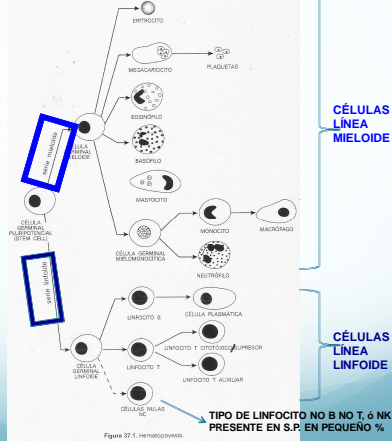 ERITROCITO
MEGACARIOCITO
PLAQUETAS
EOSINÓFILO
BASÓFILO
MASTOCITO
serie mieloide
CÉLULA
GERMINAL
MIELOIDE
CÉLULA
GERMINAL
PLURIPOTENCIAL
(STEM CELL)
CÉLULA GERMINAL
MIELOMONOCÍTICA
MONOCITO
MACRÓFAGO
NEUTRÓFILO
CÉLULAS
LÍNEA
MIELOIDE
serie linfoide
CÉLULA
GERMINAL
LINFOIDE
LINFOCITO B
CÉLULA PLASMÁTICA
LINFOCITO T
LINFOCITO T CITOTÓXICO/SUPRESOR
LINFOCITO T AUXILIAR
CÉLULAS NULAS
NC
CÉLULAS
LÍNEA
LINFOIDE
TIPO DE LINFOCITO NO B NO T, ó NK
PRESENTE EN S.P. EN PEQUEÑO %
Figura 37.1. Hematopoyesis.